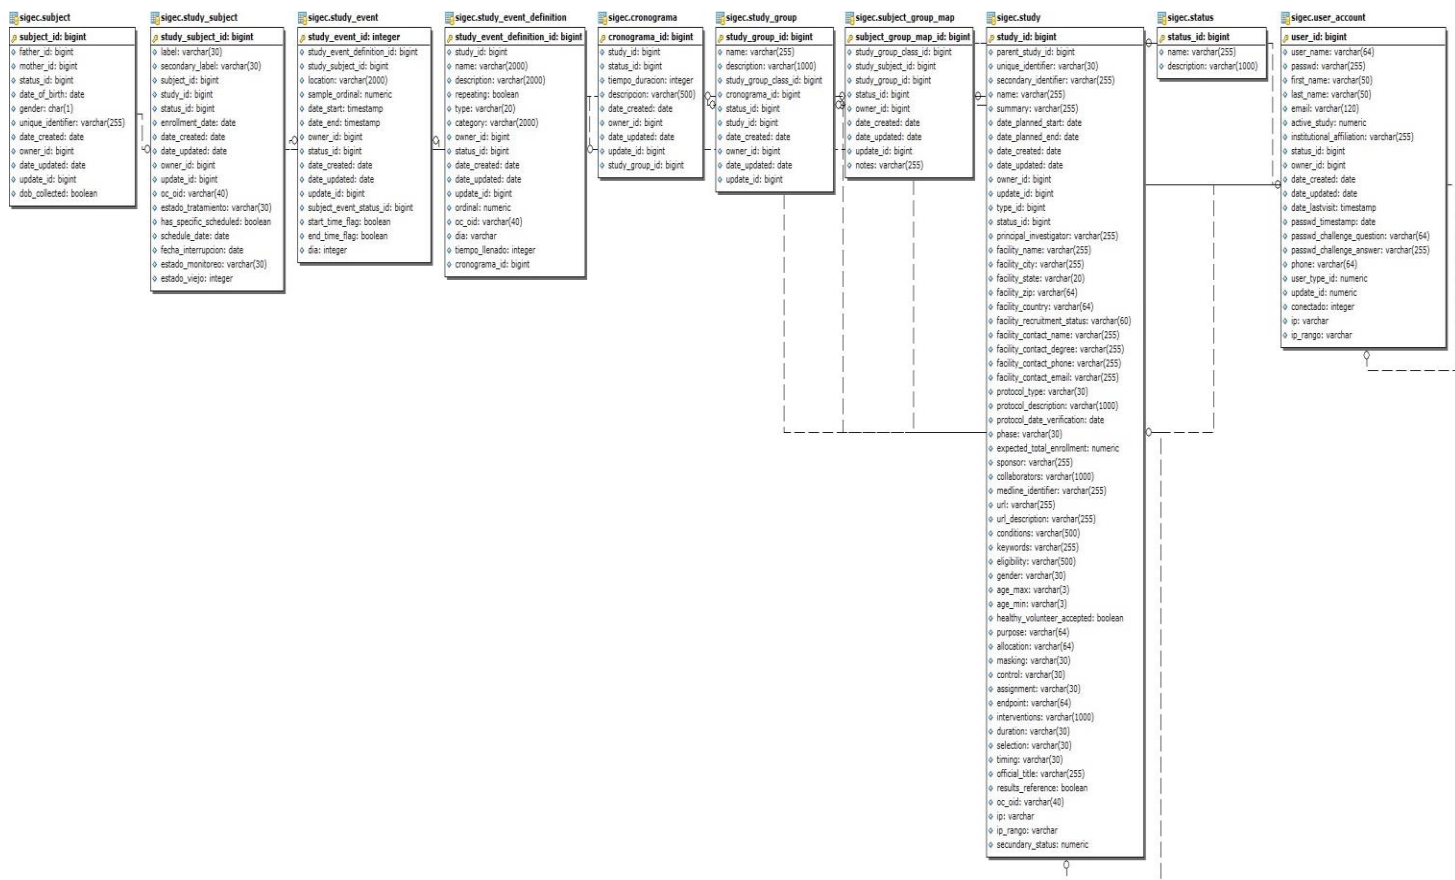 sigec.subject
subject_id: bigint
father_id: bigint
mother_id: bigint
status_id: bigint
date_of_birth: date
gender: char(1)
unique_identifier: varchar(255)
date_created: date
owner_id: bigint
date_updated: date
update_id: bigint
dob_collected: boolean
sigec.study_subject
study_subject_id: bigint
label: varchar(30)
secondary_label: varchar(30)
subject_id: bigint
study_id: bigint
status_id: bigint
enrollment_date: date
date_created: date
date_updated: date
owner_id: bigint
update_id: bigint
oc_oid: varchar(40)
estado_tratamiento: varchar(30)
has_specific_scheduled: boolean
schedule_date: date
fecha_interrupcion: date
estado_monitoreo: varchar(30)
estado_viejo: integer
sigec.study_event
study_event_id: integer
study_event_definition_id: bigint
study_subject_id: bigint
location: varchar(2000)
sample_ordinal: numeric
date_start: timestamp
date_end: timestamp
owner_id: bigint
status_id: bigint
date_created: date
date_updated: date
update_id: bigint
subject_event_status_id: bigint
start_time_flag: boolean
end_time_flag: boolean
dia: integer
sigec.study_event_definition
study_event_definition_id: bigint
study_id: bigint
name: varchar(2000)
description: varchar(2000)
repeating: boolean
type: varchar(20)
category: varchar(2000)
owner_id: bigint
status_id: bigint
date_created: date
date_updated: date
update_id: bigint
ordinal: numeric
oc_oid: varchar(40)
dia: varchar
tiempo_llenado: integer
cronograma_id: bigint
sigec.cronograma
cronograma_id: bigint
study_id: bigint
status_id: bigint
tiempo_duracion: integer
descripcion: varchar(500)
date_created: date
owner_id: bigint
date_updated: date
update_id: bigint
study_group_id: bigint
sigec.study_group
study_group_id: bigint
name: varchar(255)
description: varchar(1000)
study_group_class_id: bigint
cronograma_id: bigint
status_id: bigint
study_id: bigint
date_created: date
owner_id: bigint
date_updated: date
update_id: bigint
sigec.subject_group_map
subject_group_map_id: bigint
study_group_class_id: bigint
study_subject_id: bigint
study_group_id: bigint
status_id: bigint
owner_id: bigint
date_created: date
date_updated: date
update_id: bigint
notes: varchar(255)
sigec.study
study_id: bigint
parent_study_id: bigint
unique_identifier: varchar(30)
secondary_identifier: varchar(255)
name: varchar(255)
summary: varchar(255)
date_planned_start: date
date_planned_end: date
date_created: date
date_updated: date
owner_id: bigint
update_id: bigint
type_id: bigint
status_id: bigint
principal_investigator: varchar(255)
facility_name: varchar(255)
facility_city: varchar(255)
facility_state: varchar(20)
facility_zip: varchar(64)
facility_country: varchar(64)
facility_recruitment_status: varchar(60)
facility_contact_name: varchar(255)
facility_contact_degree: varchar(255)
facility_contact_phone: varchar(255)
facility_contact_email: varchar(255)
protocol_type: varchar(30)
protocol_description: varchar(1000)
protocol_date_verification: date
phase: varchar(30)
expected_total_enrollment: numeric
sponsor: varchar(255)
collaborators: varchar(1000)
medline_identifier: varchar(255)
url: varchar(255)
url_description: varchar(255)
conditions: varchar(500)
keywords: varchar(255)
eligibility: varchar(500)
gender: varchar(30)
age_max: varchar(3)
age_min: varchar(3)
healthy_volunteer_accepted: boolean
purpose: varchar(64)
allocation: varchar(64)
masking: varchar(30)
control: varchar(30)
assignment: varchar(30)
endpoint: varchar(64)
interventions: varchar(1000)
duration: varchar(30)
selection: varchar(30)
timing: varchar(30)
official_title: varchar(255)
results_reference: boolean
oc_oid: varchar(40)
ip: varchar
ip_rango: varchar
secundary_status: numeric
sigec.status
status_id: bigint
name: varchar(255)
description: varchar(1000)
sigec.user_account
user_id: bigint
user_name: varchar(64)
passwd: varchar(255)
first_name: varchar(50)
last_name: varchar(50)
email: varchar(120)
active_study: numeric
institutional_affiliation: varchar(255)
status_id: bigint
owner_id: bigint
date_created: date
date_updated: date
date_lastvisit: timestamp
passwd_timestamp: date
passwd_challenge_question: varchar(64)
passwd_challenge_answer: varchar(255)
phone: varchar(64)
user_type_id: numeric
update_id: numeric
conectado: integer
ip: varchar
ip_rango: varchar